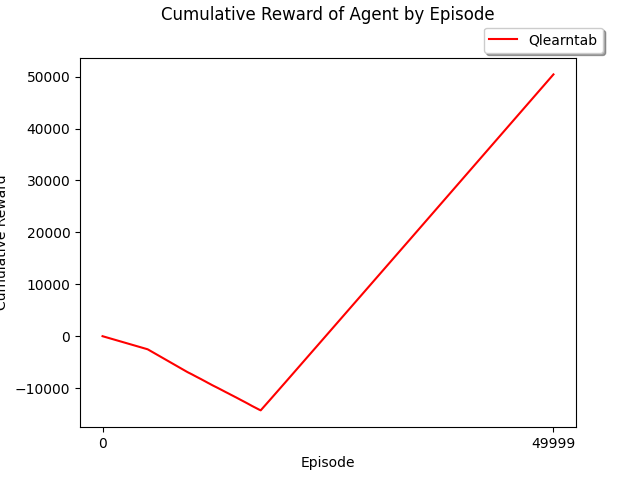 Cumulative Reward of Agent by Episode
Qlearntab
50000
40000
30000
20000
10000
0
−10000
Cumulative Reward
0 49999
Episode